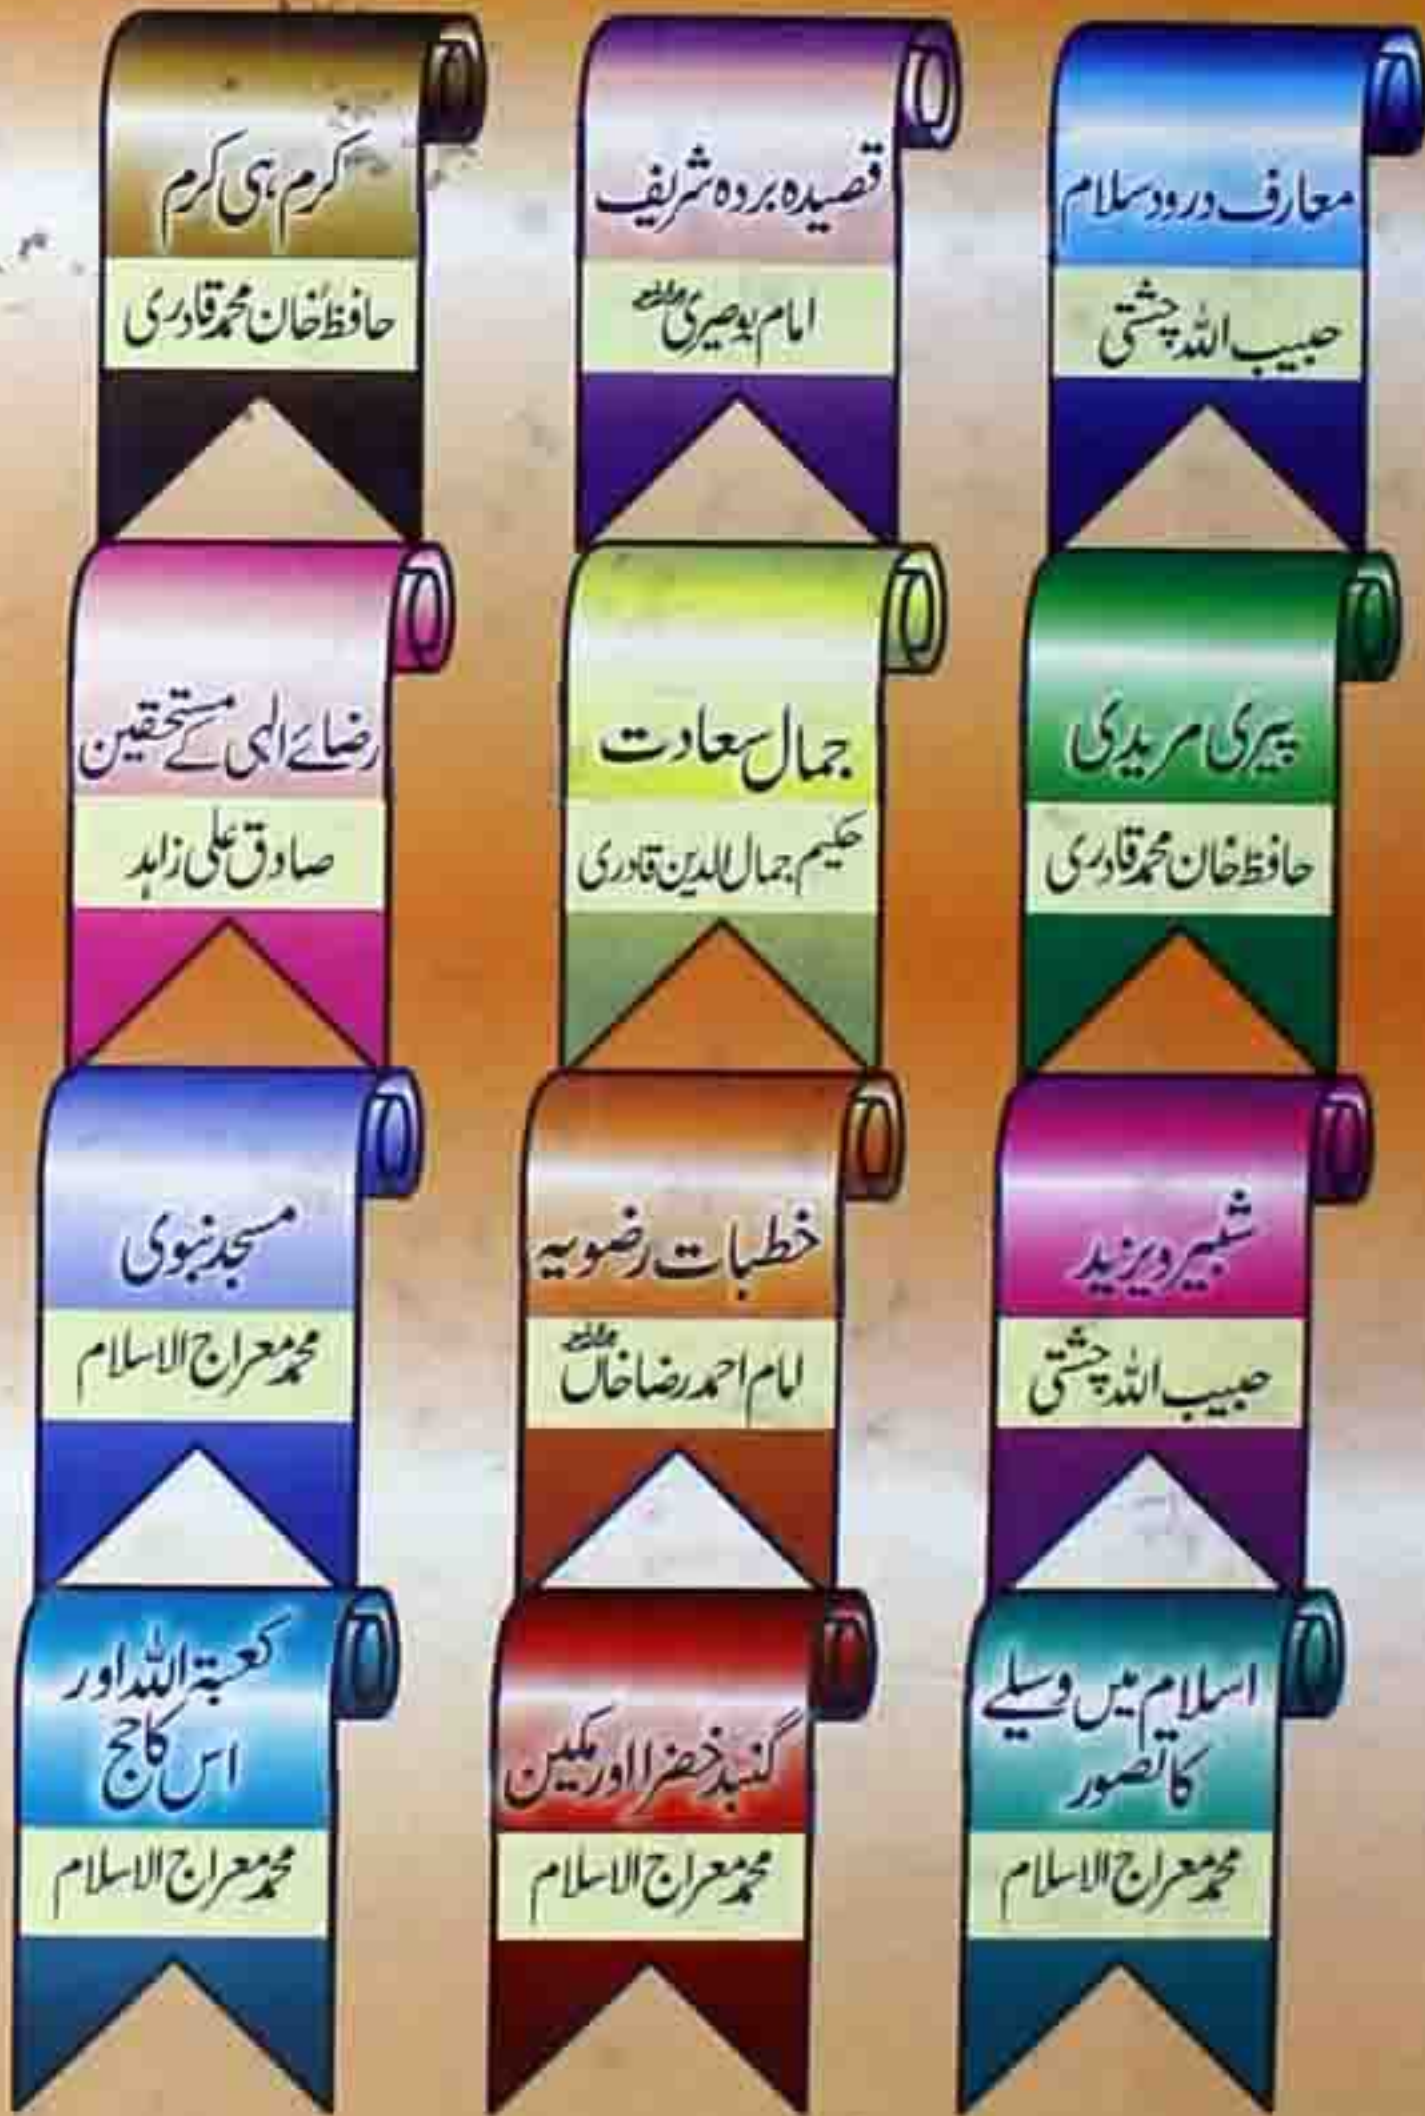 معارف درود سلام
حبیب اللہ چشتی
قصیدہ بردہ شریف
امام بوصیری
کرم ہی کرم
حافظ خان محمد قادری
پیری مریدی
حافظ خان محمد قادری
جمال سعادت
حکیم جمال الدین قادری
رضائے الہی کے مستحقین
صادق علی زاہد
شبیر و یزید
حبیب اللہ چشتی
خطبات رضویہ
امام احمد رضا خاں
مسجد نبوی
محمد معراج الاسلام
اسلام میں وسیلے
کا تصور
محمد معراج الاسلام
گنبد خضرا اور مکین
محمد معراج الاسلام
کعبۃ اللہ اور
اس کا حج
محمد معراج الاسلام